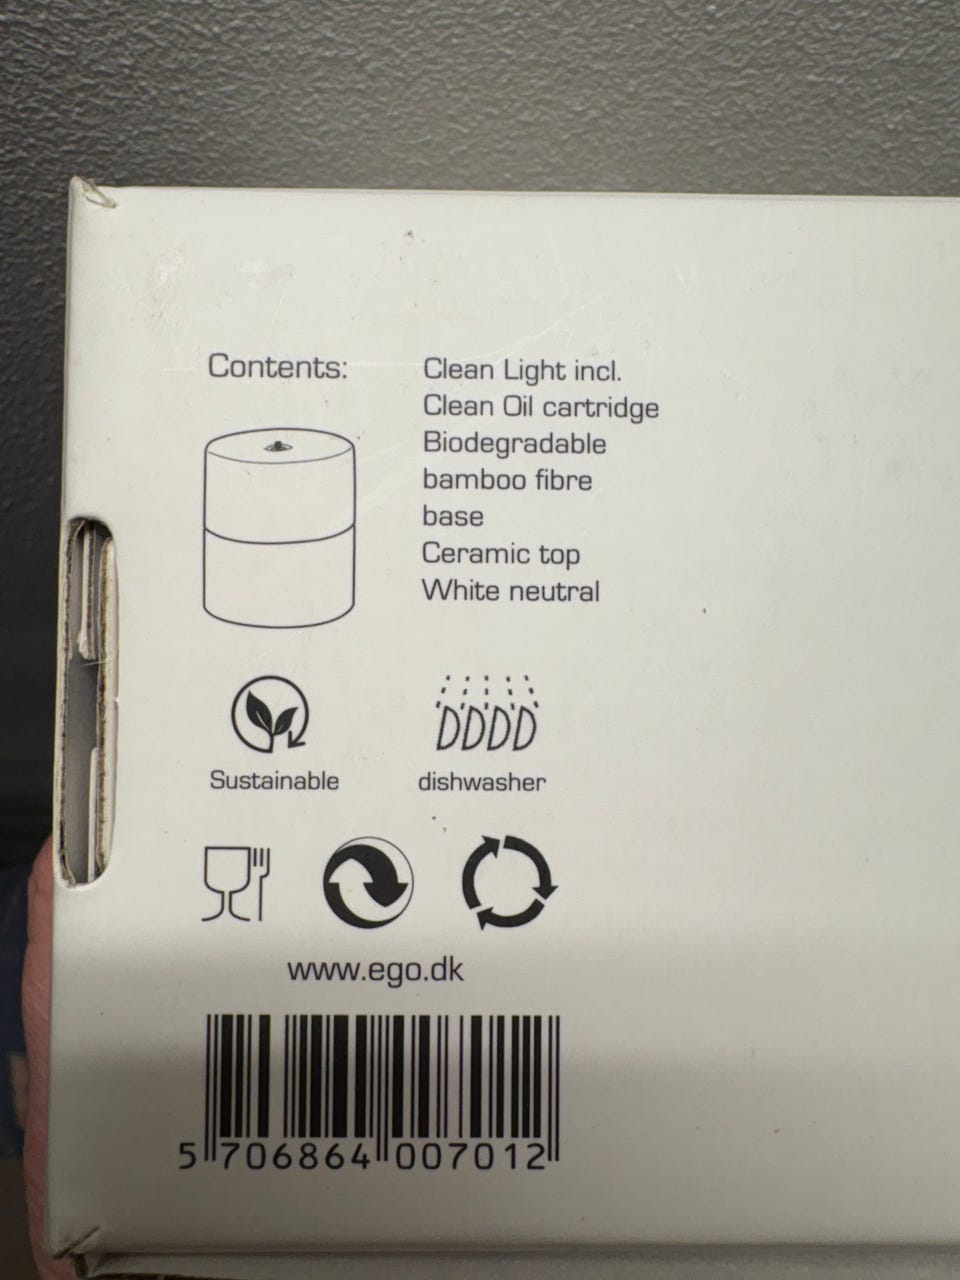 Contents:
Clean Light incl.
Clean Oil cartridge
Biodegradable
bamboo fibre
base
Ceramic top
White neutral
Sustainable
dishwasher
www.ego.dk
5 706864 007012